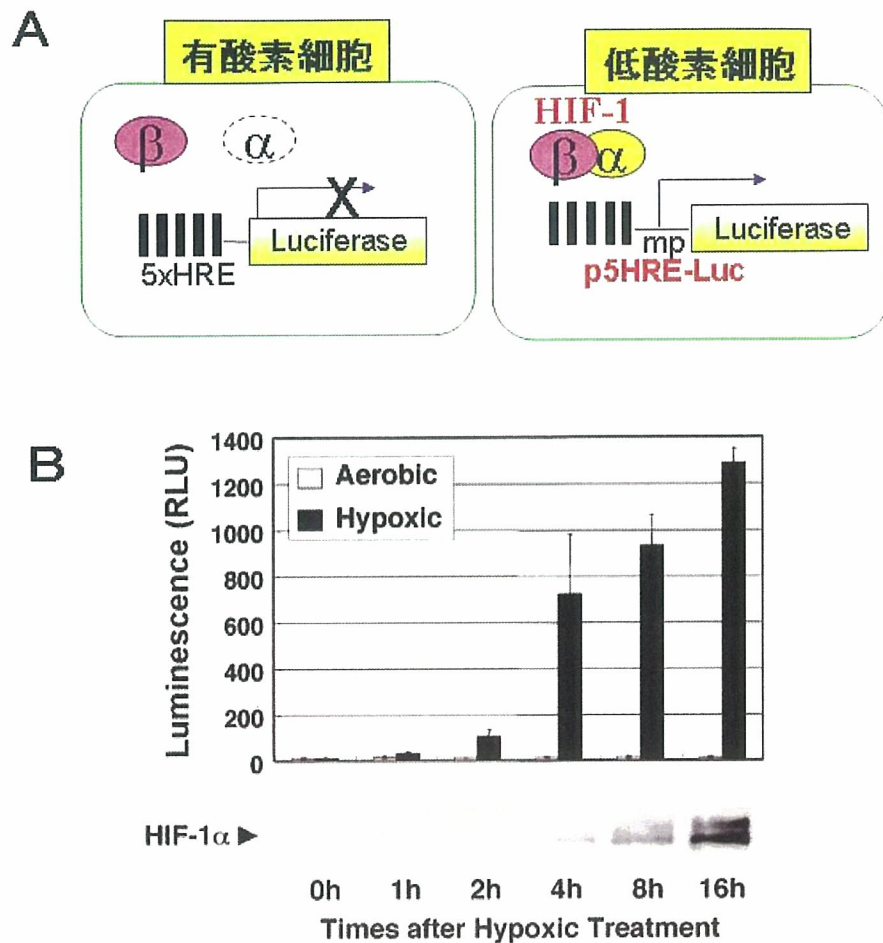 A
有酸素細胞
β
α
X
Luciferase
5xHRE
低酸素細胞
HIF-1
β
α
mp
Luciferase
p5HRE-Luc
B
Luminescence (RLU)
1400
1200
1000
800
600
400
200
0
Aerobic
Hypoxic
HIF-1α
0h 1h 2h 4h 8h 16h
Times after Hypoxic Treatment